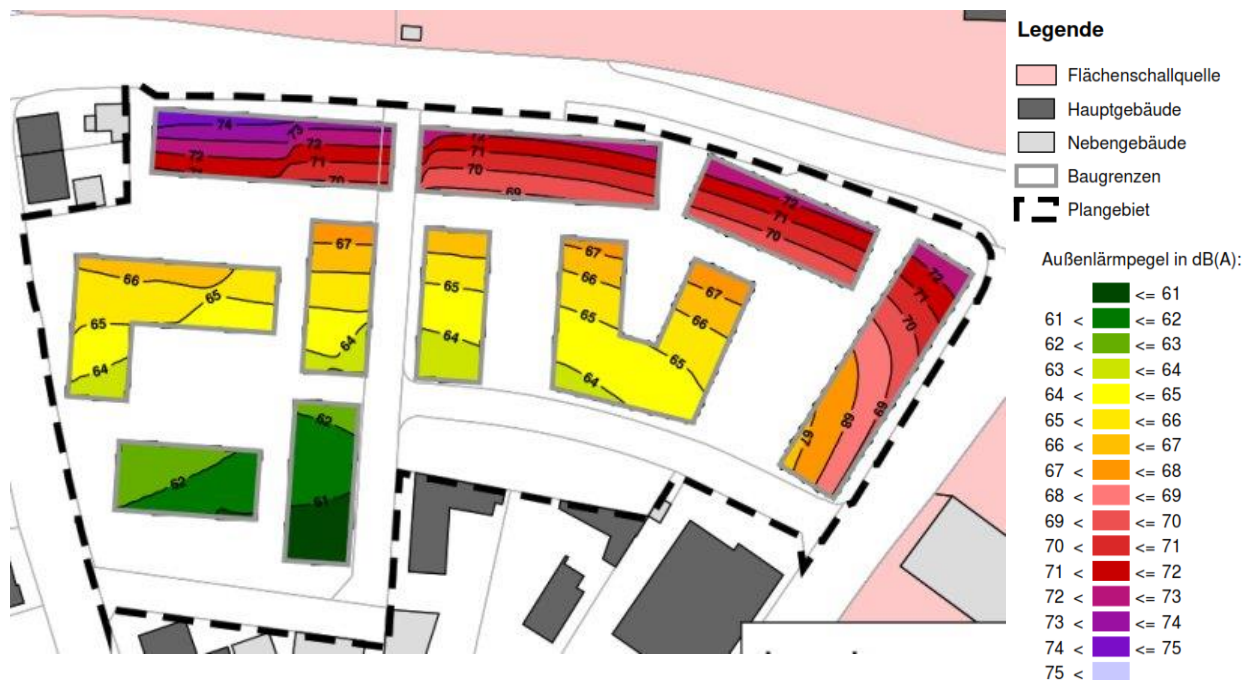 Legende
Flächenschallquelle
Hauptgebäude
Nebengebäude
Baugrenzen
Plangebiet
Außenlärmpegel in dB(A):
<= 61
61 < <= 62
62 < <= 63
63 < <= 64
64 < <= 65
65 < <= 66
66 < <= 67
67 < <= 68
68 < <= 69
69 < <= 70
70 < <= 71
71 < <= 72
72 < <= 73
73 < <= 74
74 < <= 75
75 <
74
73
72
72
71
70
71
70
69
72
71
70
72
71
70
69
68
67
67
64
66
65
65
64
65
64
67
66
65
64
67
66
65
62
62
61